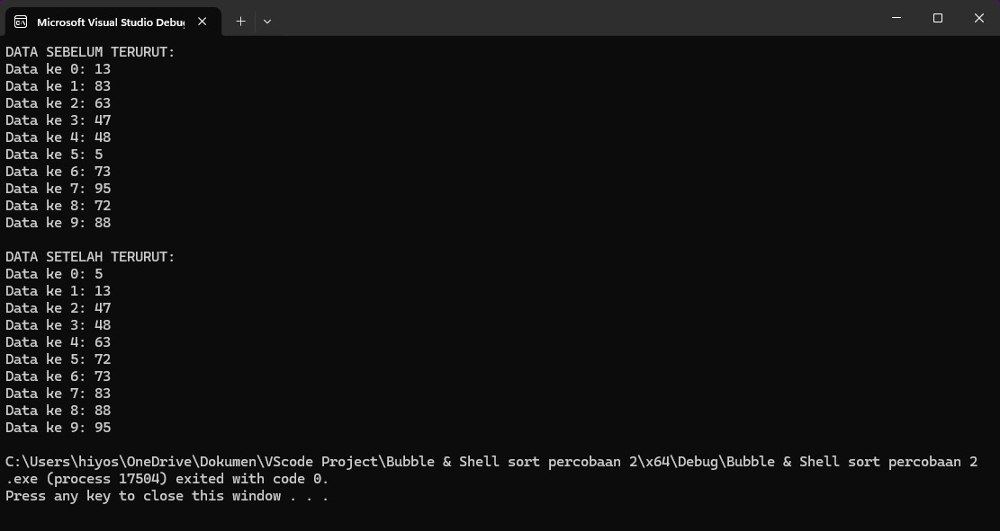 Microsoft Visual Studio Debu
DATA SEBELUM TERURUT:
Data ke 0: 13
Data ke 1: 83
Data ke 2: 63
Data ke 3: 47
Data ke 4: 48
Data ke 5: 5
Data ke 6: 73
Data ke 7: 95
Data ke 8: 72
Data ke 9: 88
DATA SETELAH TERURUT:
Data ke 0: 5
Data ke 1: 13
Data ke 2: 47
Data ke 3: 48
Data ke 4: 63
Data ke 5: 72
Data ke 6: 73
Data ke 7: 83
Data ke 8: 88
Data ke 9: 95
C:\Users\hiyos\OneDrive\Dokumen\VScode Project\Bubble & Shell sort percobaan 2\x64\Debug\Bubble & Shell sort percobaan 2
.exe (process 17504) exited with code 0.
Press any key to close this window . . .